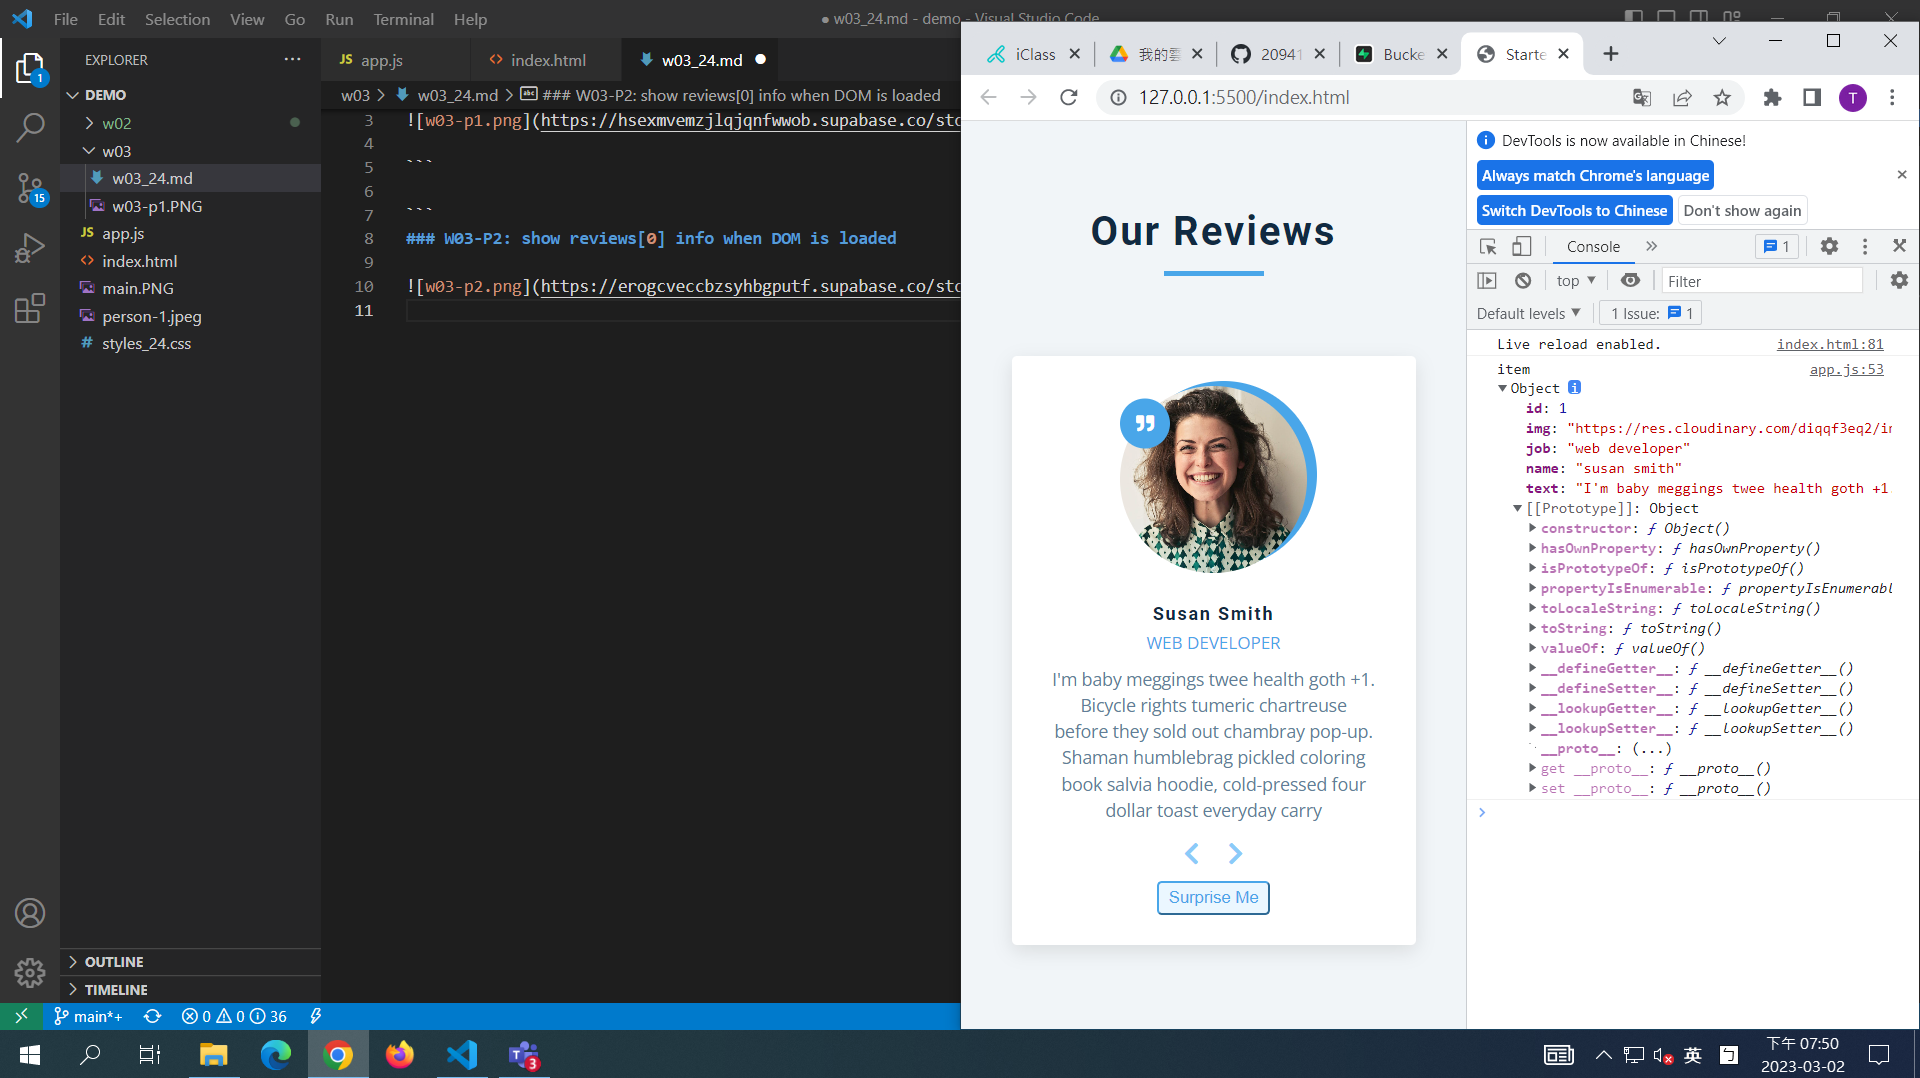 File Edit Selection View Go Run Terminal Help
● w03_24.md - demo - Visual Studio Code
EXPLORER
DEMO
w02
w03
w03_24.md
w03-p1.PNG
app.js
index.html
main.PNG
person-1.jpeg
styles_24.css
OUTLINE
TIMELINE
1
15
JS app.js
<> index.html
w03_24.md
w03 > w03_24.md > ### W03-P2: show reviews[0] info when DOM is loaded
3 ![w03-p1.png](https://hsexmvemzjlqjqnfwwob.supabase.co/sto
4
5 ```
6
7 ```
8 ### W03-P2: show reviews[0] info when DOM is loaded
9
10 ![w03-p2.png](https://erogcveccbzsyhbgputf.supabase.co/sto
11
main*+ 0 0 36
iClass
我的雲
20941
Bucke
Starte
127.0.0.1:5500/index.html
T
Our Reviews
Susan Smith
WEB DEVELOPER
I'm baby meggings twee health goth +1.
Bicycle rights tumeric chartreuse
before they sold out chambray pop-up.
Shaman humblebrag pickled coloring
book salvia hoodie, cold-pressed four
dollar toast everyday carry
Surprise Me
DevTools is now available in Chinese!
Always match Chrome's language
Switch DevTools to Chinese Don't show again
Console 1
top Filter
Default levels 1 Issue: 1
Live reload enabled. index.html:81
item app.js:53
Object
id: 1
img: "https://res.cloudinary.com/diqqf3eq2/in
job: "web developer"
name: "susan smith"
text: "I'm baby meggings twee health goth +1.
[[Prototype]]: Object
constructor: ƒ Object()
hasOwnProperty: ƒ hasOwnProperty()
isPrototypeOf: ƒ isPrototypeOf()
propertyIsEnumerable: ƒ propertyIsEnumerabl
toLocaleString: ƒ toLocaleString()
toString: ƒ toString()
valueOf: ƒ valueOf()
__defineGetter__: ƒ __defineGetter__()
__defineSetter__: ƒ __defineSetter__()
__lookupGetter__: ƒ __lookupGetter__()
__lookupSetter__: ƒ __lookupSetter__()
__proto__: (...)
get __proto__: ƒ __proto__()
set __proto__: ƒ __proto__()
3
英
ㄅ
下午 07:50
2023-03-02